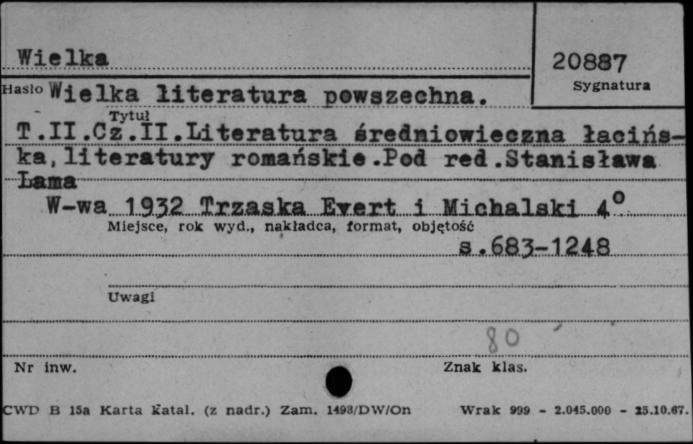 Wielka
20887
Sygnatura
Hasło Wielka literatura powszechna.
Tytuł
T.II.Cz.II.Literatura średniowieczna łacińs-
ka,literatury romańskie.Pod red.Stanisława
Łama
W-wa 1932 Trzaska Evert i Michalski 4°
Miejsce, rok wyd., nakładca, format, objętość
s.683-1248
Uwagi
80
Nr inw.
Znak klas.
CWD B 15a Karta Katal. (z nadr.) Zam. 1493/DW/On Wrak 999 - 2.045.000 - 25.10.67.